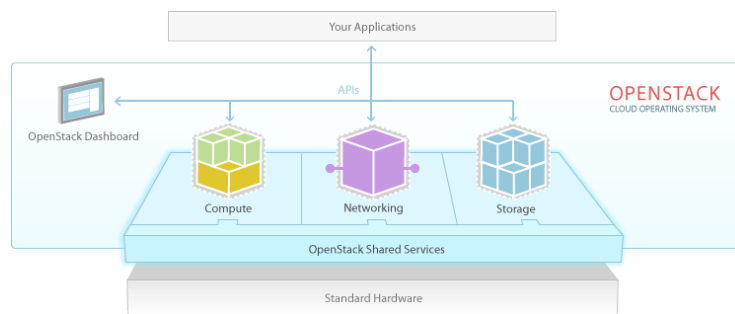 Your Applications
APIs
OPENSTACK
CLOUD OPERATING SYSTEM
OpenStack Dashboard
Compute
Networking
Storage
OpenStack Shared Services
Standard Hardware